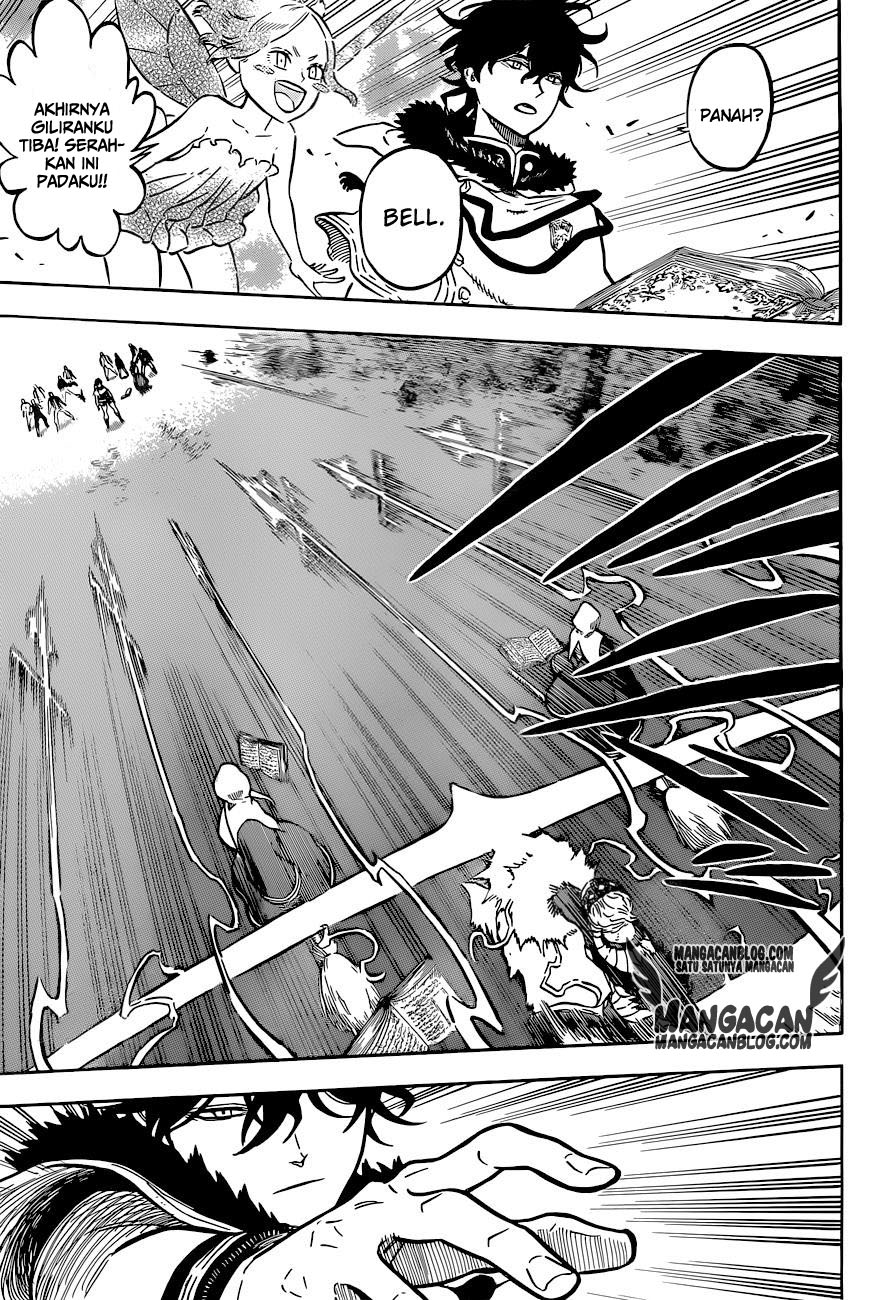 PANAH?
BELL.
AKHIRNYA
GILIRANKU
TIBA! SERAH-
KAN INI
PADAKU!!
MANGACANBLOG.COM
SATU SATUNYA MANGACAN
MANGACAN
MANGACANBLOG.COM